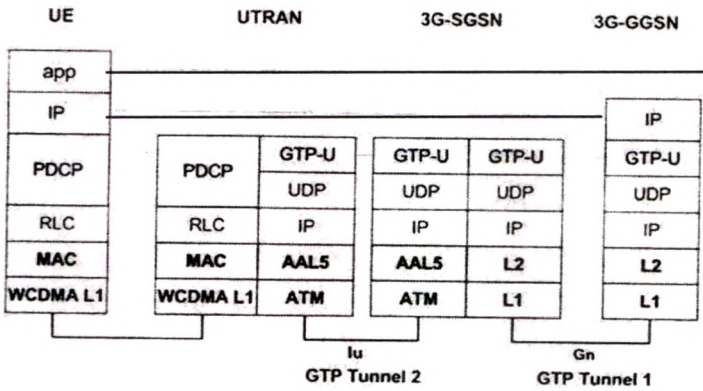 UE UTRAN 3G-SGSN 3G-GGSN
app
IP IP
PDCP PDCP GTP-U GTP-U GTP-U GTP-U
UDP UDP UDP UDP
RLC RLC IP IP IP IP
MAC MAC AAL5 AAL5 L2 L2
WCDMA L1 WCDMA L1 ATM ATM L1 L1
Iu Gn
GTP Tunnel 2 GTP Tunnel 1